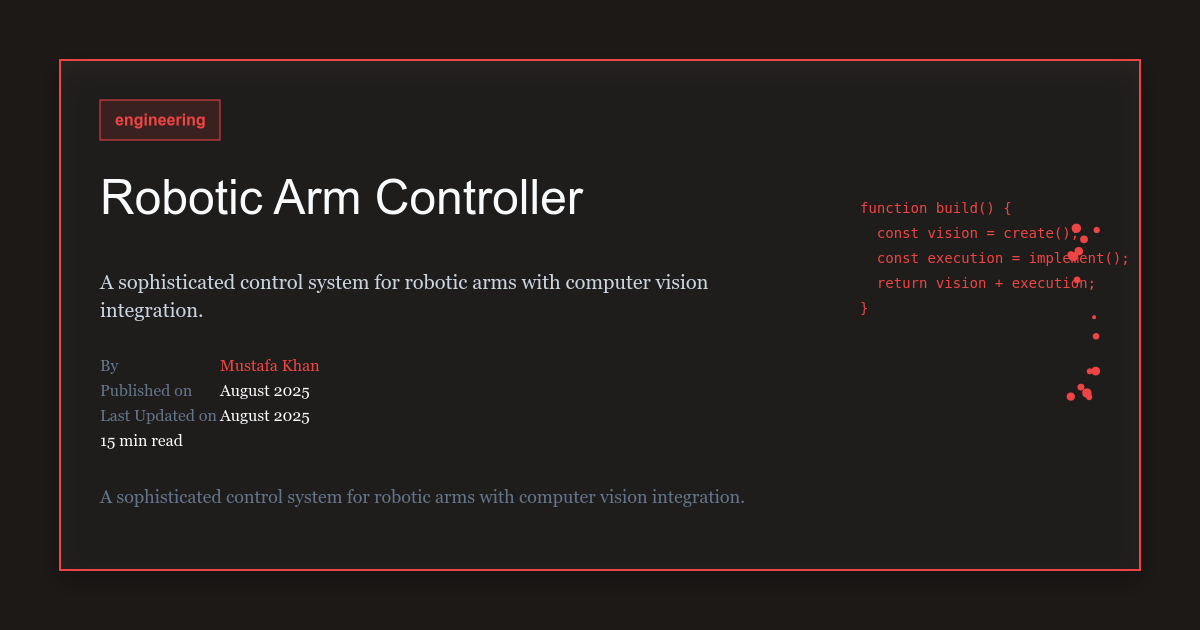 engineering
Robotic Arm Controller
A sophisticated control system for robotic arms with computer vision
integration.
By Mustafa Khan
Published on August 2025
Last Updated on August 2025
15 min read
A sophisticated control system for robotic arms with computer vision integration.
function build() {
  const vision = create();
  const execution = implement();
  return vision + execution;
}